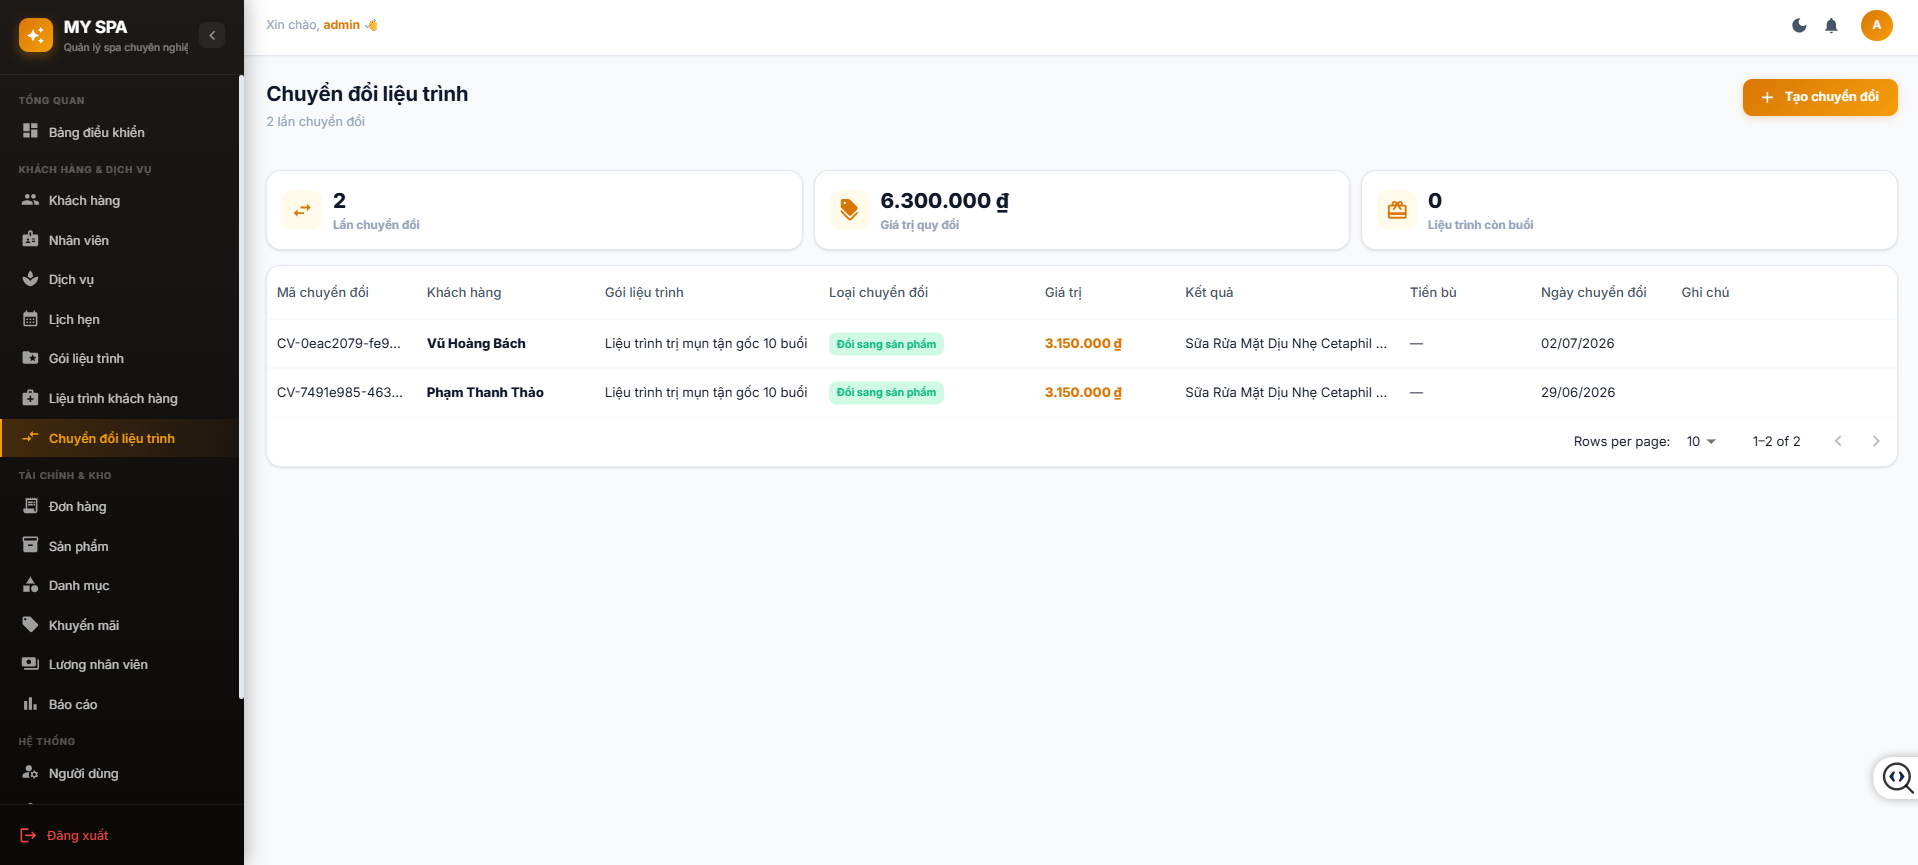 MY SPA
Quản lý spa chuyên nghiệ
Xin chào, admin 👋
A
TỔNG QUAN
Bảng điều khiển
KHÁCH HÀNG & DỊCH VỤ
Khách hàng
Nhân viên
Dịch vụ
Lịch hẹn
Gói liệu trình
Liệu trình khách hàng
Chuyển đổi liệu trình
TÀI CHÍNH & KHO
Đơn hàng
Sản phẩm
Danh mục
Khuyến mãi
Lương nhân viên
Báo cáo
HỆ THỐNG
Người dùng
Đăng xuất
Chuyển đổi liệu trình
2 lần chuyển đổi
+ Tạo chuyển đổi
2
Lần chuyển đổi
6.300.000 ₫
Giá trị quy đổi
0
Liệu trình còn buổi
Mã chuyển đổi Khách hàng Gói liệu trình Loại chuyển đổi Giá trị Kết quả Tiền bù Ngày chuyển đổi Ghi chú
CV-0eac2079-fe9... Vũ Hoàng Bách Liệu trình trị mụn tận gốc 10 buổi Đổi sang sản phẩm 3.150.000 ₫ Sữa Rửa Mặt Dịu Nhẹ Cetaphil ... — 02/07/2026
CV-7491e985-463... Phạm Thanh Thảo Liệu trình trị mụn tận gốc 10 buổi Đổi sang sản phẩm 3.150.000 ₫ Sữa Rửa Mặt Dịu Nhẹ Cetaphil ... — 29/06/2026
Rows per page: 10 1–2 of 2